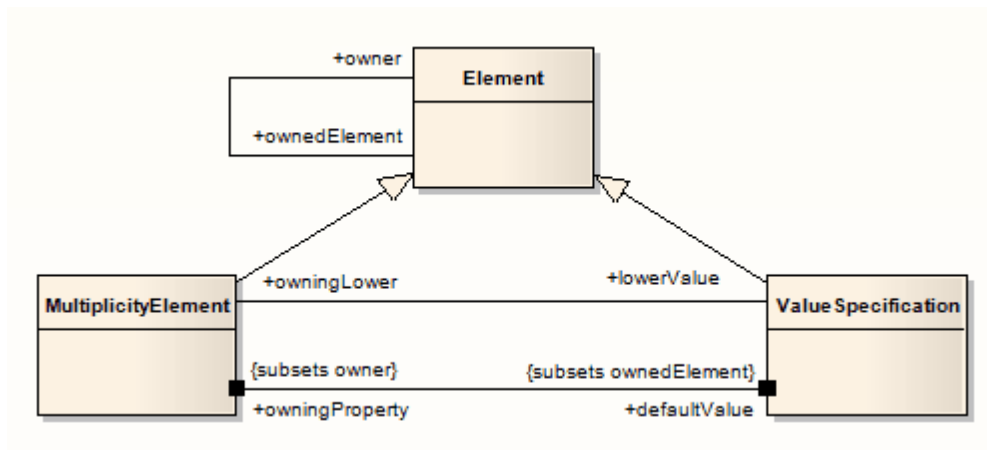 +owner
Element
+ownedElement
+owningLower
+lowerValue
MultiplicityElement
ValueSpecification
{subsets owner}
{subsets ownedElement}
+owningProperty
+defaultValue